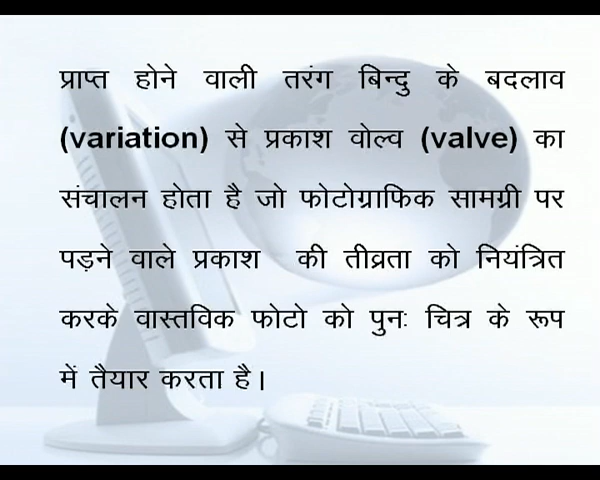 प्राप्त होने वाली तरंग बिन्दु के बदलाव
(variation) से प्रकाश वोल्व (valve) का
संचालन होता है जो फोटोग्राफिक सामग्री पर
पड़ने वाले प्रकाश की तीव्रता को नियंत्रित
करके वास्तविक फोटो को पुनः चित्र के रूप
में तैयार करता है।